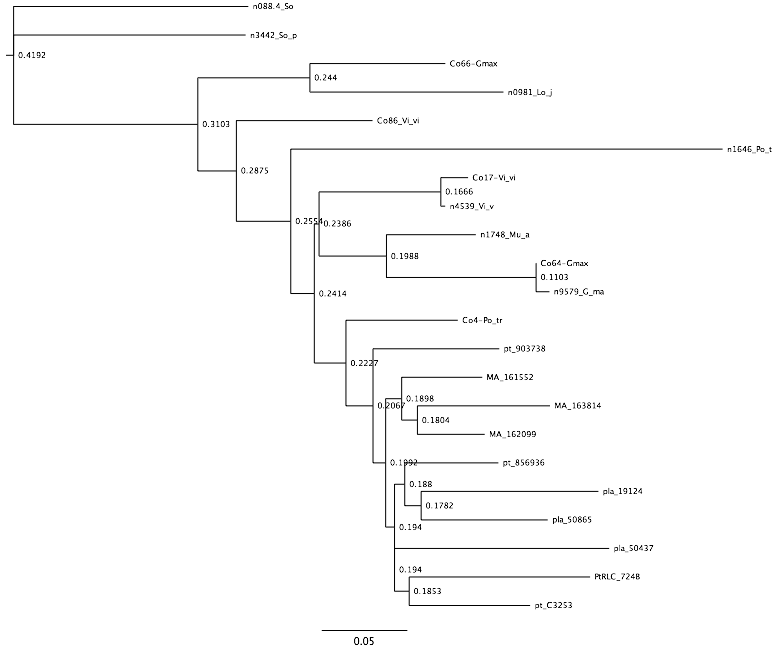 n088.4_So
n3442_So_p
0.4192
Co66-Gmax
0.244
n0981_Lo_j
Co86_Vi_vi
0.3103
n1646_Po_t
0.2875
Co17-Vi_vi
0.1666
n4539_Vi_v
0.2554
0.2386
n1748_Mu_a
0.1988
Co64-Gmax
0.1103
n9579_G_ma
0.2414
Co4-Po_tr
pt_903738
0.2227
MA_161552
0.1898
0.2067
MA_163814
0.1804
MA_162099
0.1992
pt_856936
0.188
pla_19124
0.1782
pla_50865
0.194
pla_50437
0.194
PtRLC_7248
0.1853
pt_C3253
0.05